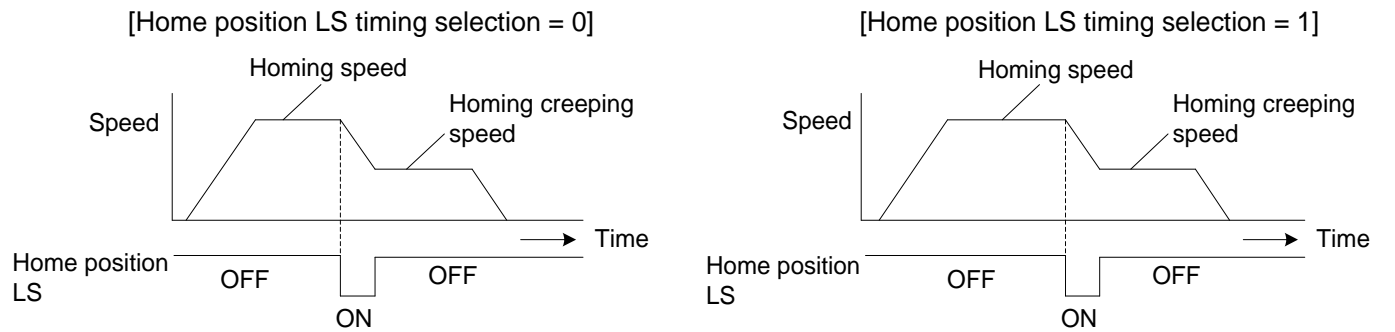 [Home position LS timing selection = 0]
Homing speed
Homing creeping
speed
Speed
Time
Home position
LS
OFF
OFF
ON
[Home position LS timing selection = 1]
Homing speed
Homing creeping
speed
Speed
Time
Home position
LS
OFF
OFF
ON